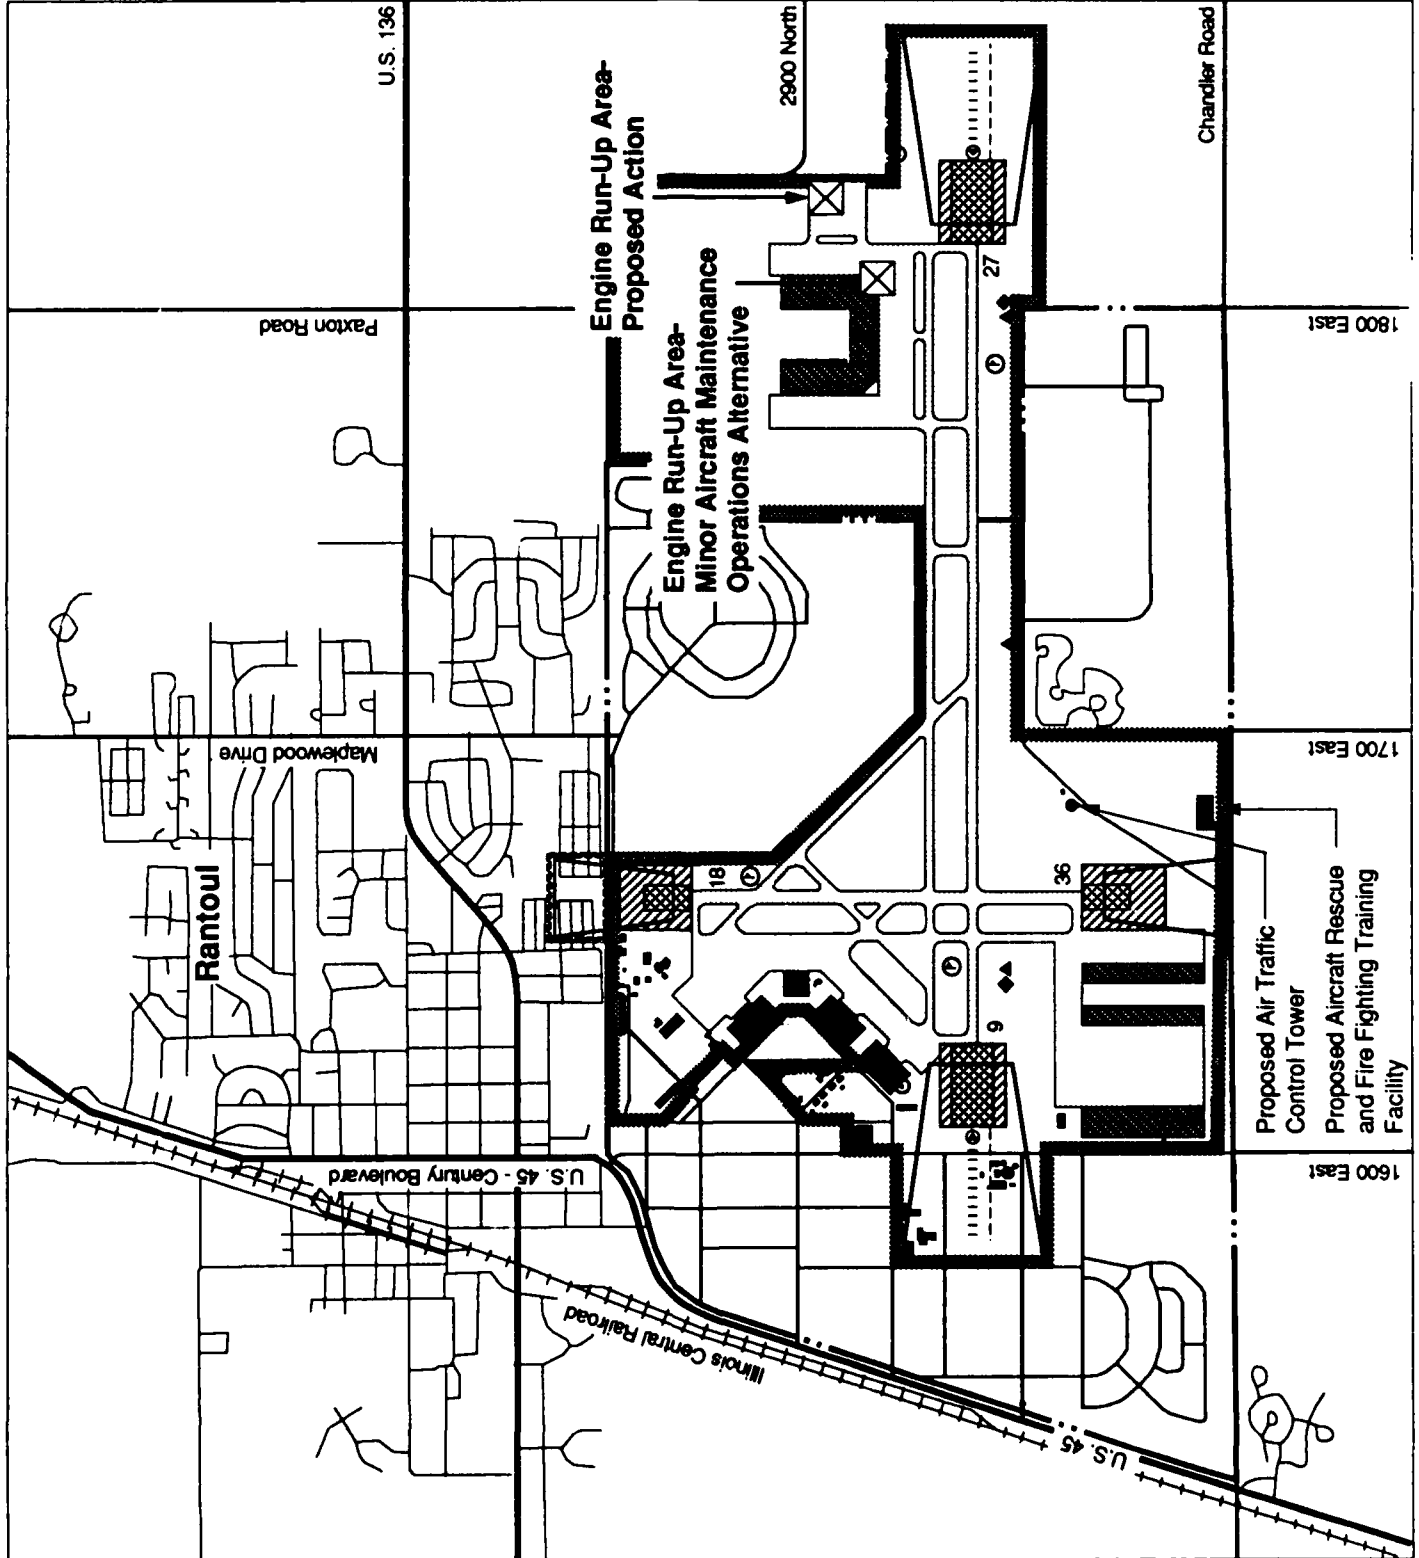 U.S. 136
2900 North
Chandler Road
Engine Run-Up Area-
Proposed Action
Engine Run-Up Area-
Minor Aircraft Maintenance
Operations Alternative
Paxton Road
27
1800 East
Rantoul
Maplewood Drive
1700 East
18
36
9
Proposed Air Traffic
Control Tower
Proposed Aircraft Rescue
and Fire Fighting Training
Facility
U.S. 45 - Century Boulevard
1600 East
Illinois Central Railroad
U.S. 45